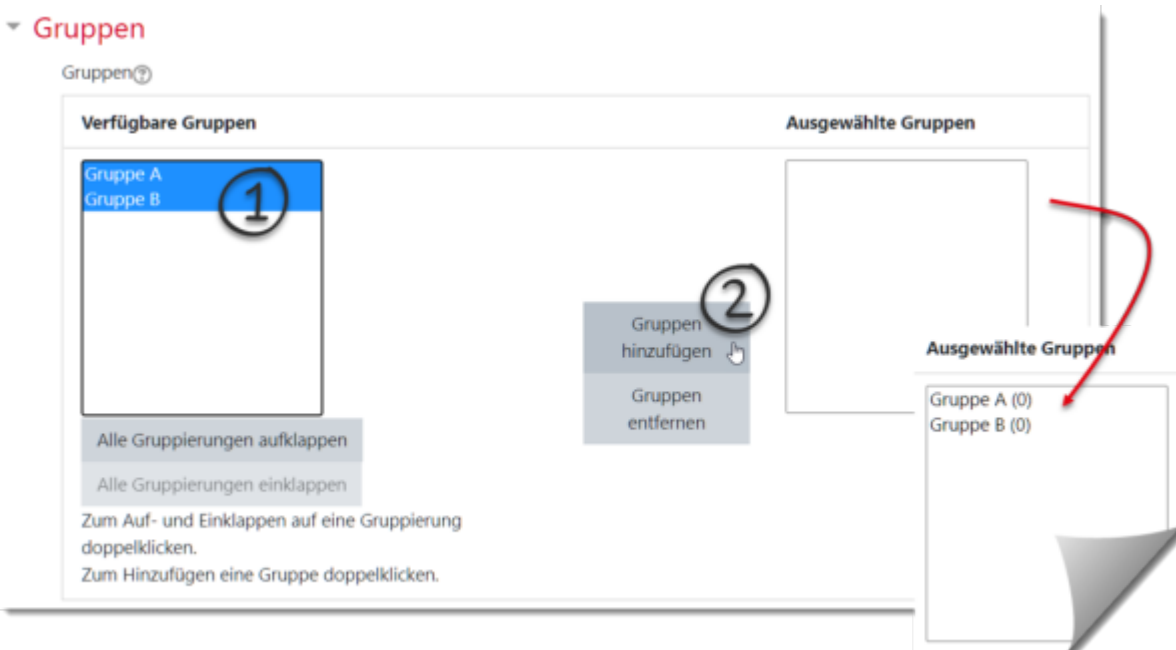 Gruppen
Gruppen?
Verfügbare Gruppen
Ausgewählte Gruppen
Gruppe A
Gruppe B
1
2
Gruppen
hinzufügen
Gruppen
entfernen
Ausgewählte Gruppen
Gruppe A (0)
Gruppe B (0)
Alle Gruppierungen aufklappen
Alle Gruppierungen einklappen
Zum Auf- und Einklappen auf eine Gruppierung
doppelklicken.
Zum Hinzufügen eine Gruppe doppelklicken.